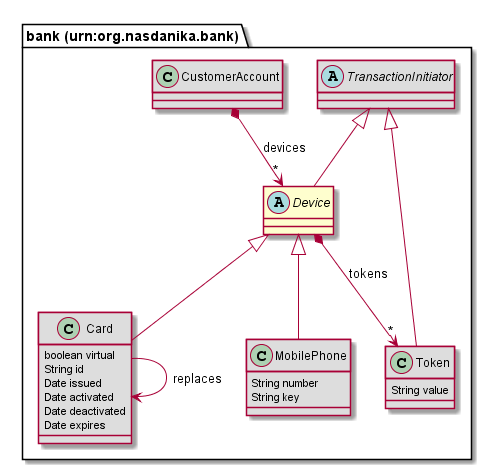 bank (urn:org.nasdanika.bank)
C CustomerAccount
A TransactionInitiator
devices
*
A Device
tokens
*
C Card
boolean virtual
String id
Date issued
Date activated
Date deactivated
Date expires
replaces
C MobilePhone
String number
String key
C Token
String value